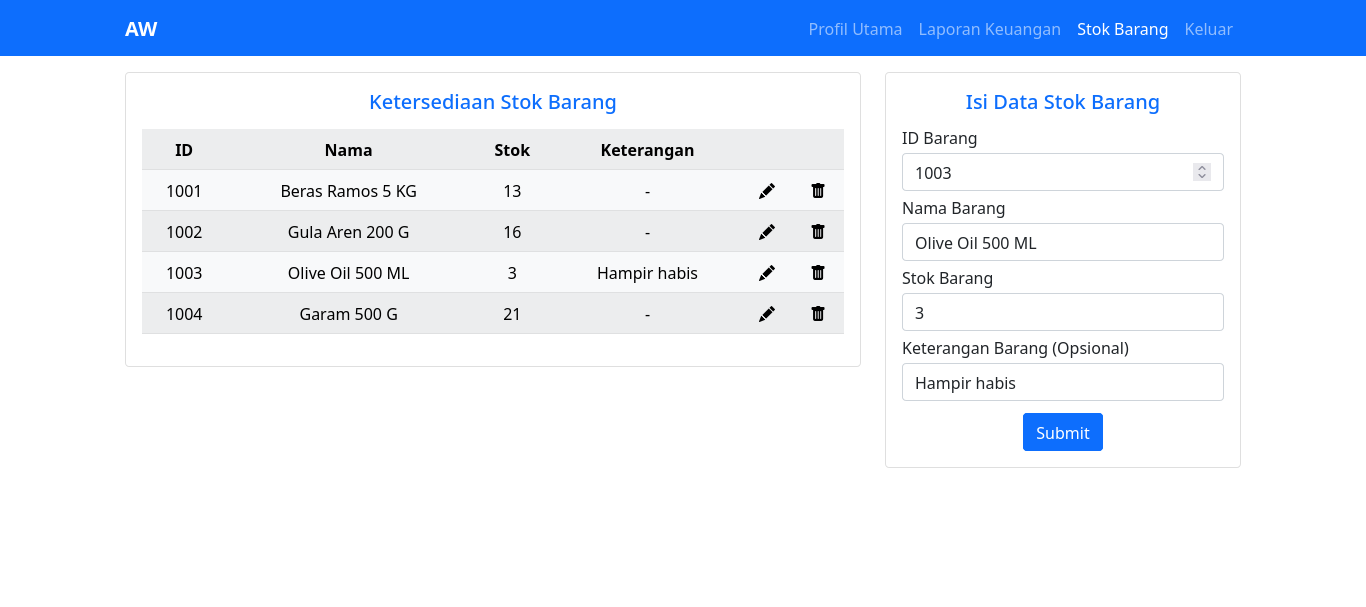 AW Profil Utama Laporan Keuangan Stok Barang Keluar
Ketersediaan Stok Barang
ID Nama Stok Keterangan
1001 Beras Ramos 5 KG 13 -
1002 Gula Aren 200 G 16 -
1003 Olive Oil 500 ML 3 Hampir habis
1004 Garam 500 G 21 -
Isi Data Stok Barang
ID Barang
1003
Nama Barang
Olive Oil 500 ML
Stok Barang
3
Keterangan Barang (Opsional)
Hampir habis
Submit